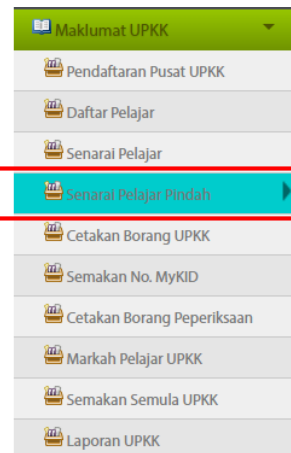 Maklumat UPKK
Pendaftaran Pusat UPKK
Daftar Pelajar
Senarai Pelajar
Senarai Pelajar Pindah
Cetakan Borang UPKK
Semakan No. MyKID
Cetakan Borang Peperiksaan
Markah Pelajar UPKK
Semakan Semula UPKK
Laporan UPKK